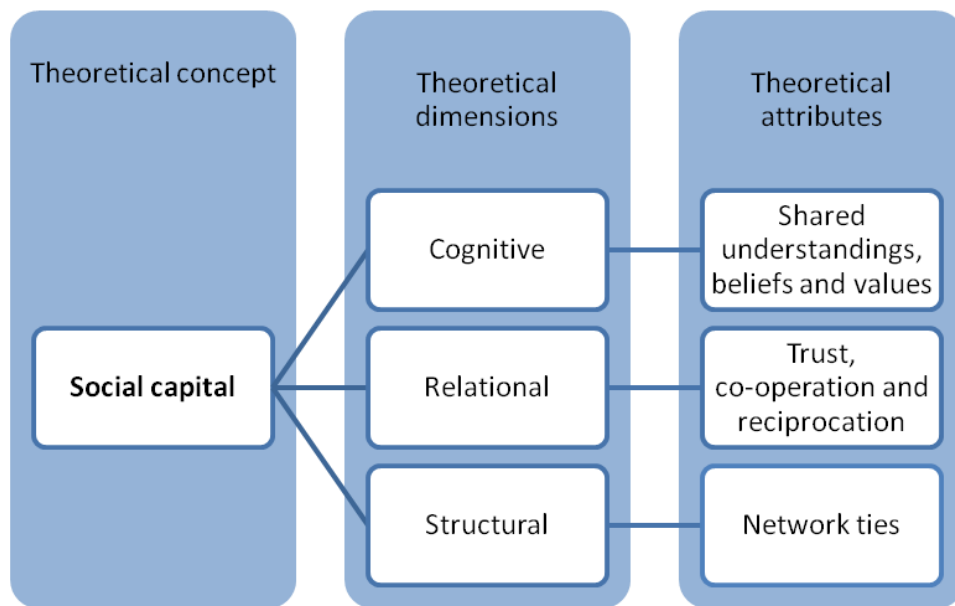 Theoretical concept
Theoretical
dimensions
Theoretical
attributes
Social capital
Cognitive
Relational
Structural
Shared
understandings,
beliefs and values
Trust,
co-operation and
reciprocation
Network ties